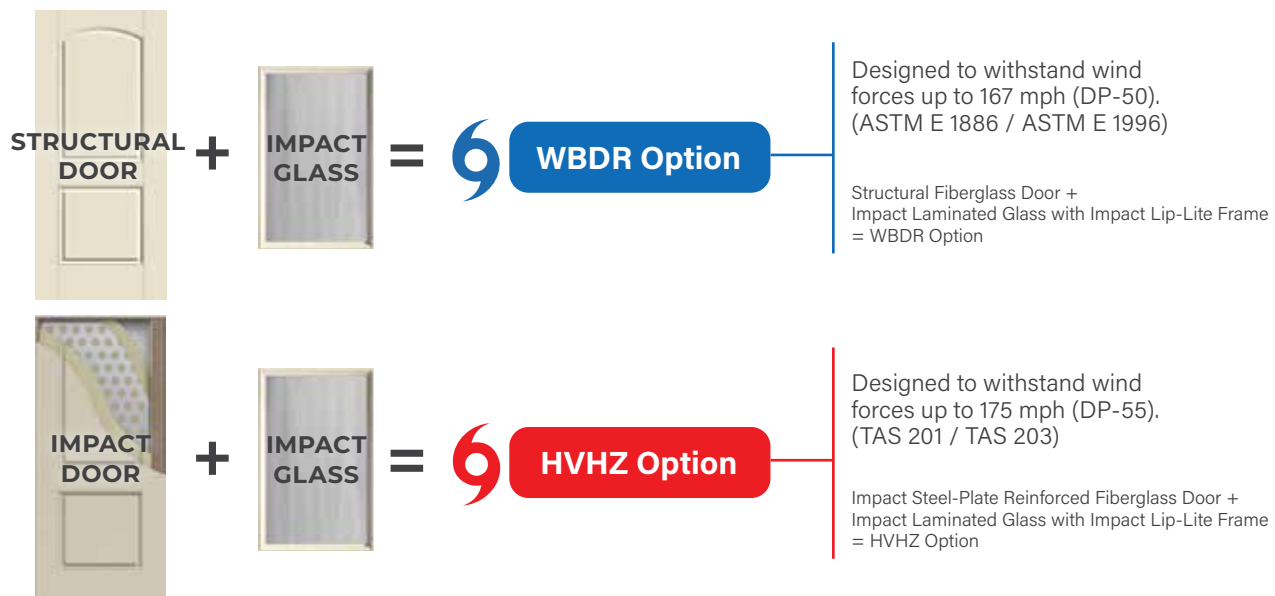 STRUCTURAL
DOOR
+
IMPACT
GLASS
=
WBDR Option
Designed to withstand wind
forces up to 167 mph (DP-50).
(ASTM E 1886 / ASTM E 1996)
Structural Fiberglass Door +
Impact Laminated Glass with Impact Lip-Lite Frame
= WBDR Option
IMPACT
DOOR
+
IMPACT
GLASS
=
HVHZ Option
Designed to withstand wind
forces up to 175 mph (DP-55).
(TAS 201 / TAS 203)
Impact Steel-Plate Reinforced Fiberglass Door +
Impact Laminated Glass with Impact Lip-Lite Frame
= HVHZ Option